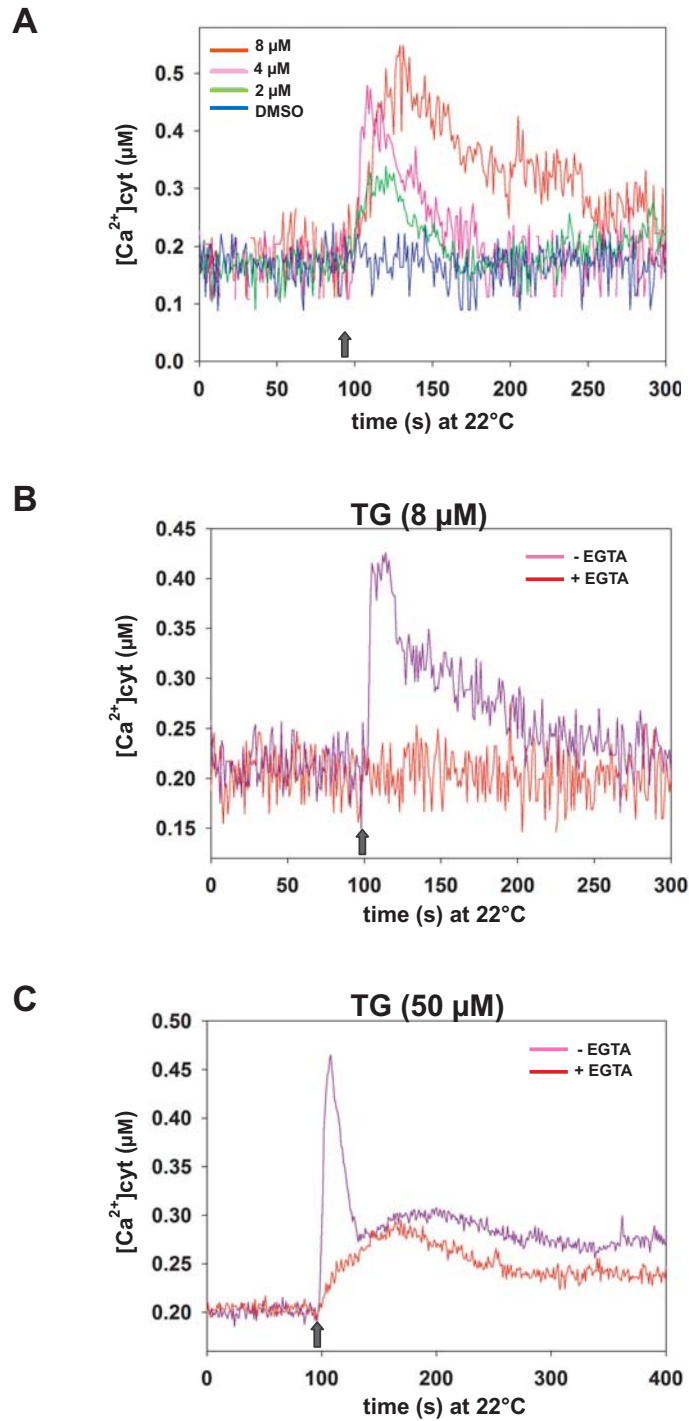 A
8 µM
4 µM
2 µM
DMSO
[Ca²⁺]cyt (µM)
0.5
0.4
0.3
0.2
0.1
0.0
0 50 100 150 200 250 300
time (s) at 22°C
B
TG (8 µM)
- EGTA
+ EGTA
[Ca²⁺]cyt (µM)
0.45
0.40
0.35
0.30
0.25
0.20
0.15
0 50 100 150 200 250 300
time (s) at 22°C
C
TG (50 µM)
- EGTA
+ EGTA
[Ca²⁺]cyt (µM)
0.50
0.45
0.40
0.35
0.30
0.25
0.20
0 100 200 300 400
time (s) at 22°C